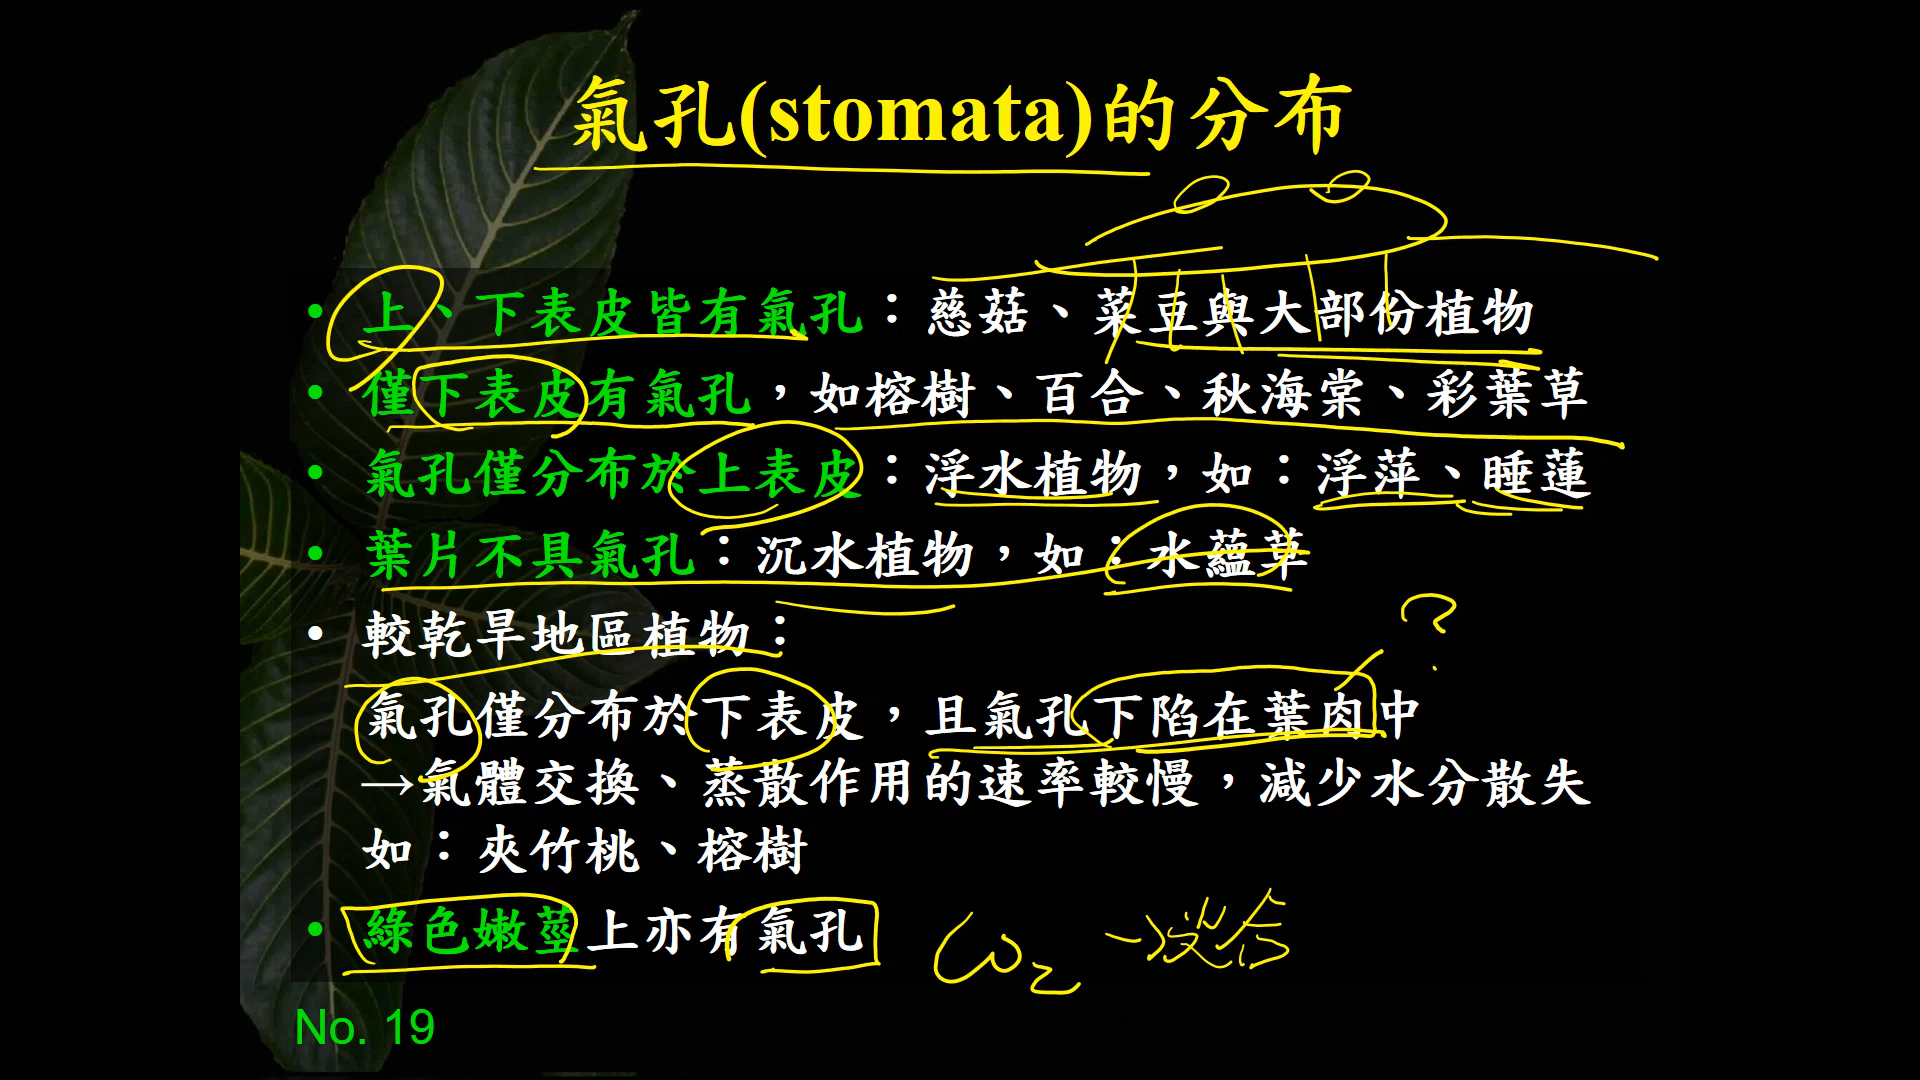 氣孔(stomata)的分布
• 上、下表皮皆有氣孔：慈菇、菜豆與大部份植物
• 僅下表皮有氣孔，如榕樹、百合、秋海棠、彩葉草
• 氣孔僅分布於上表皮：浮水植物，如：浮萍、睡蓮
• 葉片不具氣孔：沉水植物，如：水蘊草
?
• 較乾旱地區植物：
氣孔僅分布於下表皮，且氣孔下陷在葉肉中
→氣體交換、蒸散作用的速率較慢，減少水分散失
如：夾竹桃、榕樹
• 綠色嫩莖上亦有氣孔
CO2
No. 19